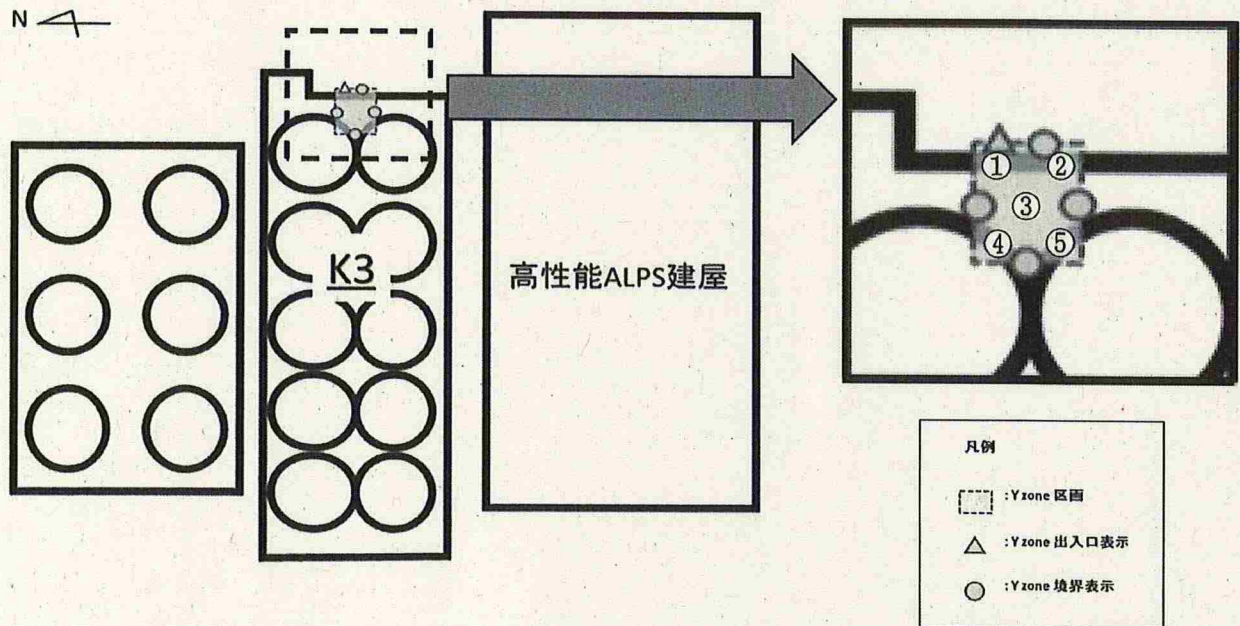 N
K3
高性能ALPS建屋
① ②
③
④ ⑤
凡例
:Yzone 区画
:Yzone 出入口表示
:Yzone 境界表示